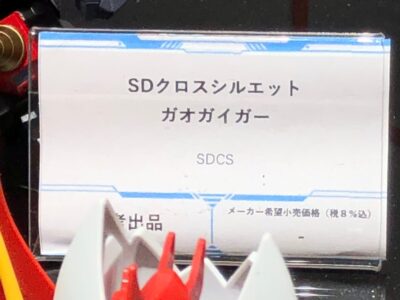 SDクロスシルエット
ガオガイガー
SDCS
出品
メーカー希望小売価格（税８％込）
-